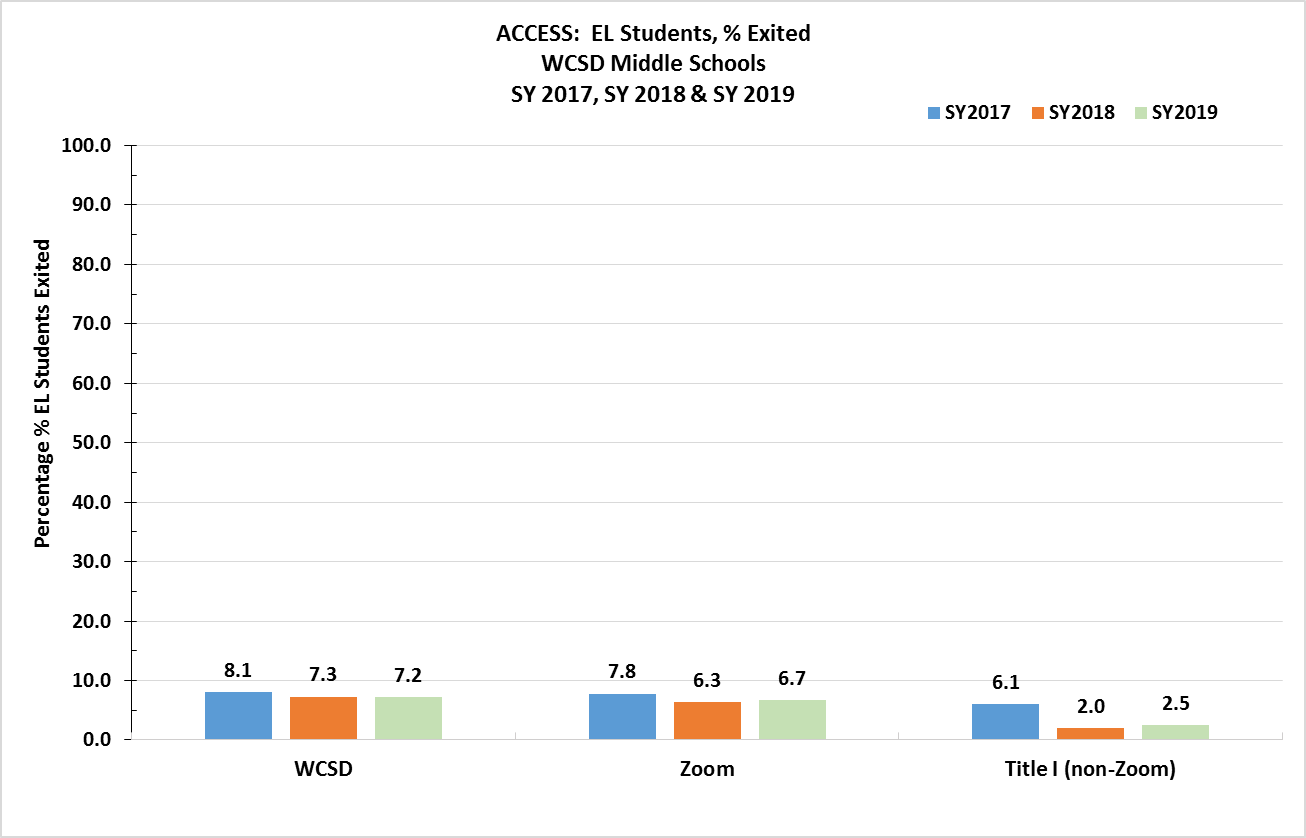 ACCESS:  EL Students, % Exited
WCSD Middle Schools
SY 2017, SY 2018 & SY 2019
SY2017 SY2018 SY2019
Percentage % EL Students Exited
100.0
90.0
80.0
70.0
60.0
50.0
40.0
30.0
20.0
10.0
0.0
8.1 7.3 7.2 7.8 6.3 6.7 6.1 2.0 2.5
WCSD Zoom Title I (non-Zoom)